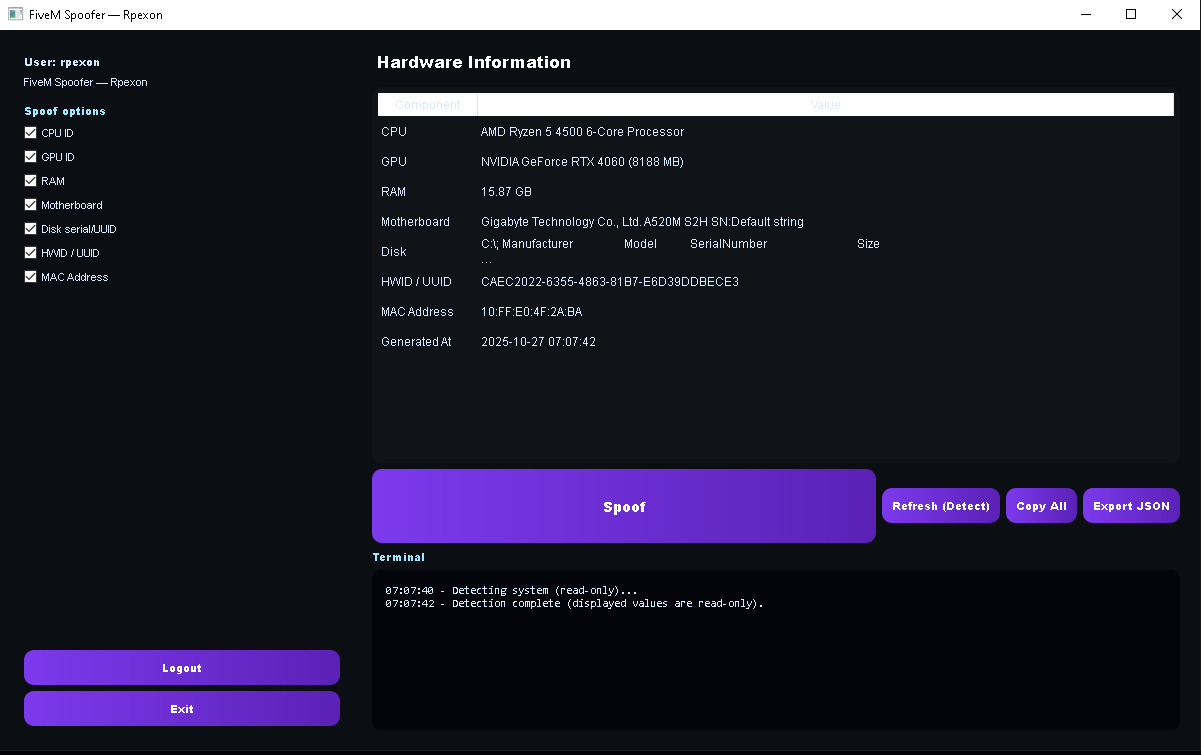 FiveM Spoofer — Rpexon
User: rpexon
FiveM Spoofer — Rpexon
Spoof options
CPU ID
GPU ID
RAM
Motherboard
Disk serial/UUID
HWID / UUID
MAC Address
Logout
Exit
Hardware Information
Component Value
CPU AMD Ryzen 5 4500 6-Core Processor
GPU NVIDIA GeForce RTX 4060 (8188 MB)
RAM 15.87 GB
Motherboard Gigabyte Technology Co., Ltd. A520M S2H SN:Default string
Disk C:\; Manufacturer Model SerialNumber Size
...
HWID / UUID CAEC2022-6355-4863-81B7-E6D39DDBECE3
MAC Address 10:FF:E0:4F:2A:BA
Generated At 2025-10-27 07:07:42
Spoof
Refresh (Detect)
Copy All
Export JSON
Terminal
07:07:40 - Detecting system (read-only)...
07:07:42 - Detection complete (displayed values are read-only).